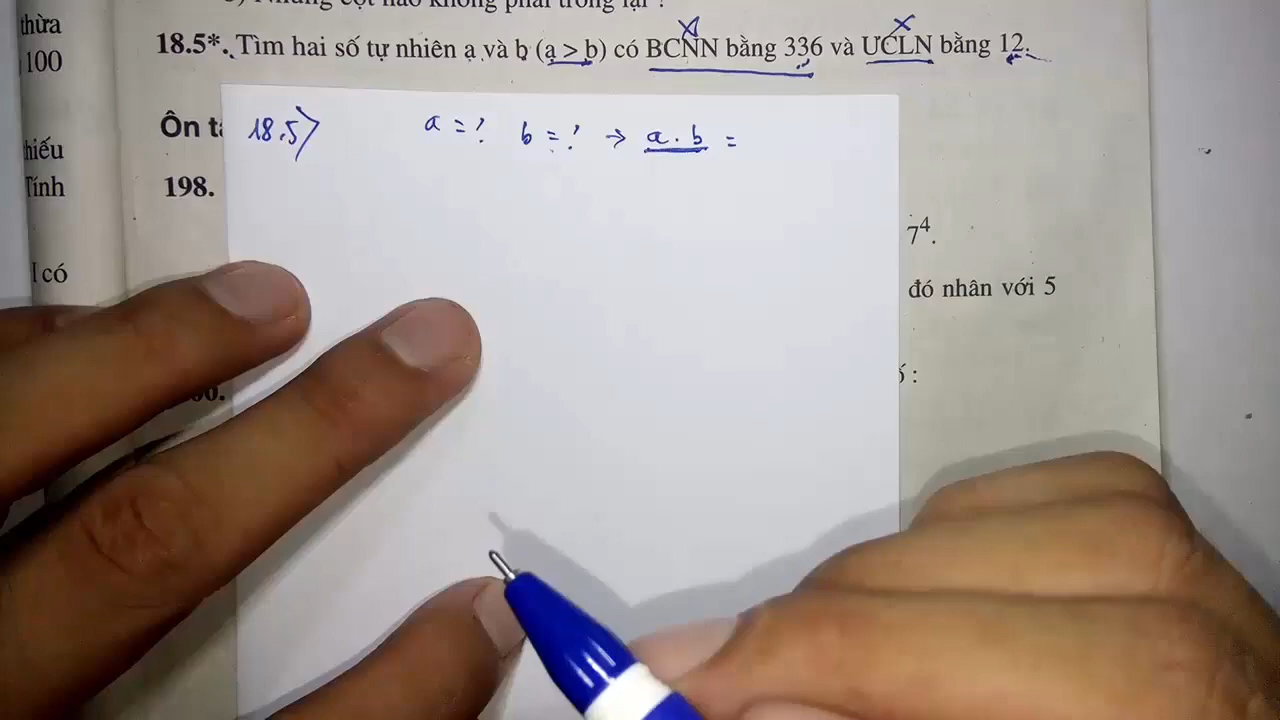 thừa
100
hiếu
Tính
có
18.5*. Tìm hai số tự nhiên a và b (a > b) có BCNN bằng 336 và ƯCLN bằng 12.
Ôn
198.
18.5) a = ? b = ? → a . b =
7⁴.
đó nhân với 5